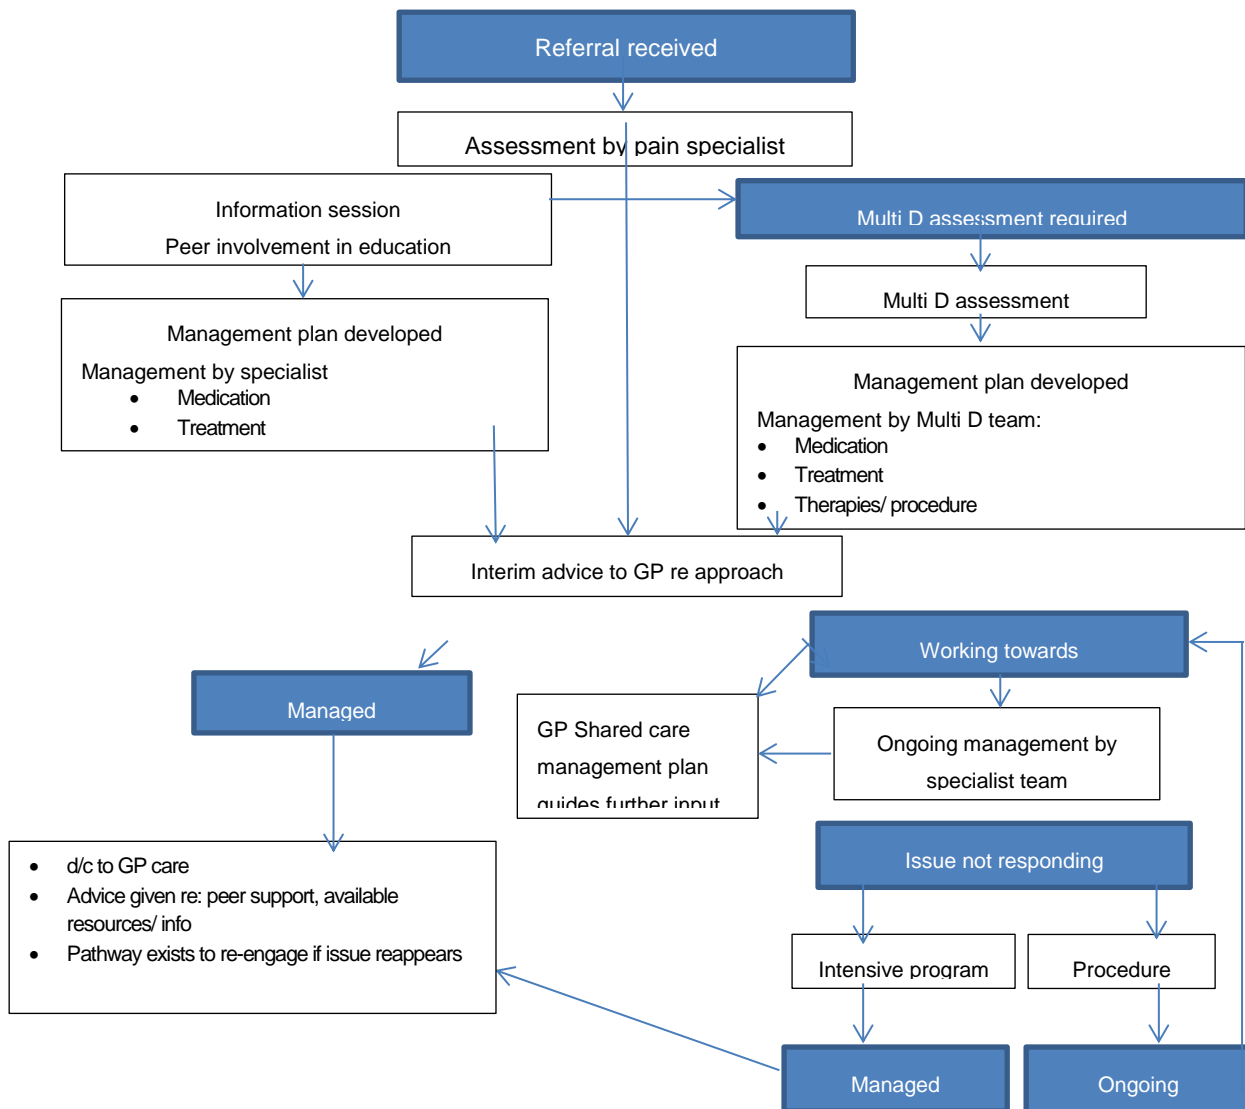 Referral received
Assessment by pain specialist
Information session
Peer involvement in education
Multi D assessment required
Multi D assessment
Management plan developed
Management by specialist
• Medication
• Treatment
Management plan developed
Management by Multi D team:
• Medication
• Treatment
• Therapies/ procedure
Interim advice to GP re approach
Working towards
Managed
GP Shared care
management plan
guides further input
Ongoing management by
specialist team
Issue not responding
• d/c to GP care
• Advice given re: peer support, available
resources/ info
• Pathway exists to re-engage if issue reappears
Intensive program
Procedure
Managed
Ongoing